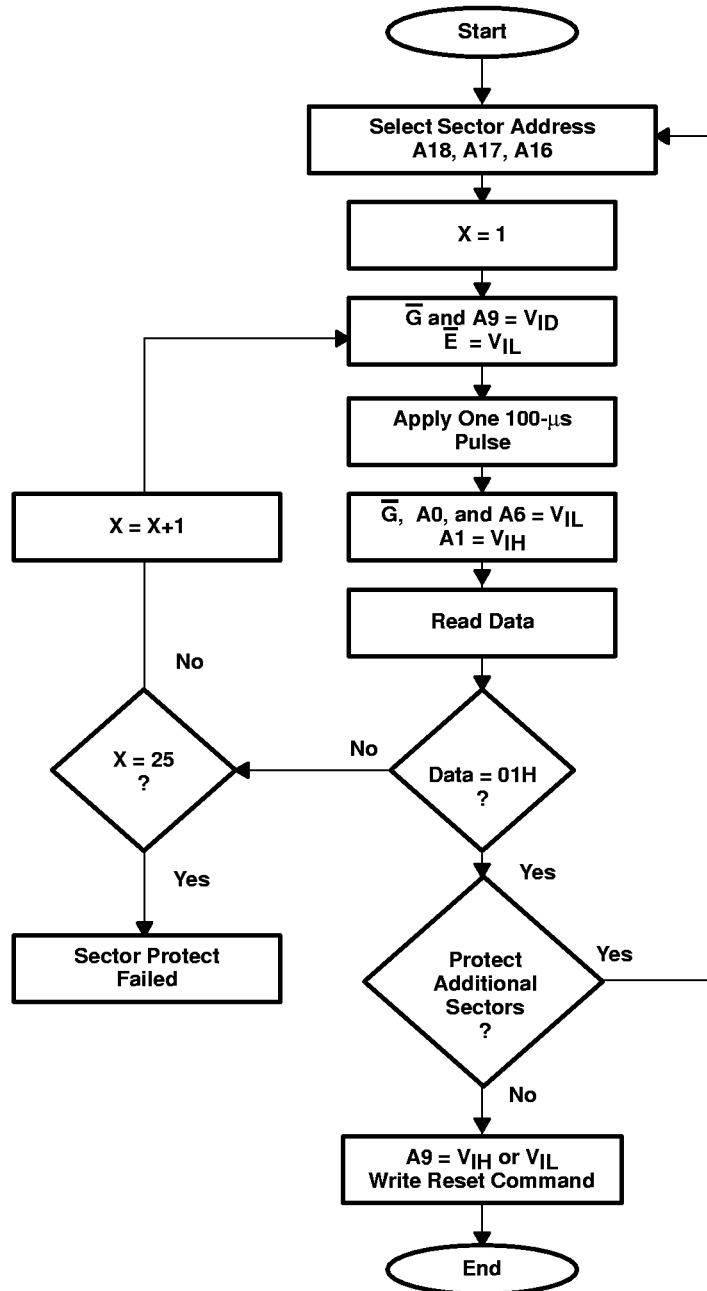 Start
Select Sector Address
A18, A17, A16
X = 1
G̅ and A9 = VID
E̅ = VIL
Apply One 100-µs
Pulse
G̅, A0, and A6 = VIL
A1 = VIH
X = X+1
Read Data
No
X = 25
?
No
Data = 01H
?
Yes
Yes
Sector Protect
Failed
Protect
Additional
Sectors
?
Yes
No
A9 = VIH or VIL
Write Reset Command
End